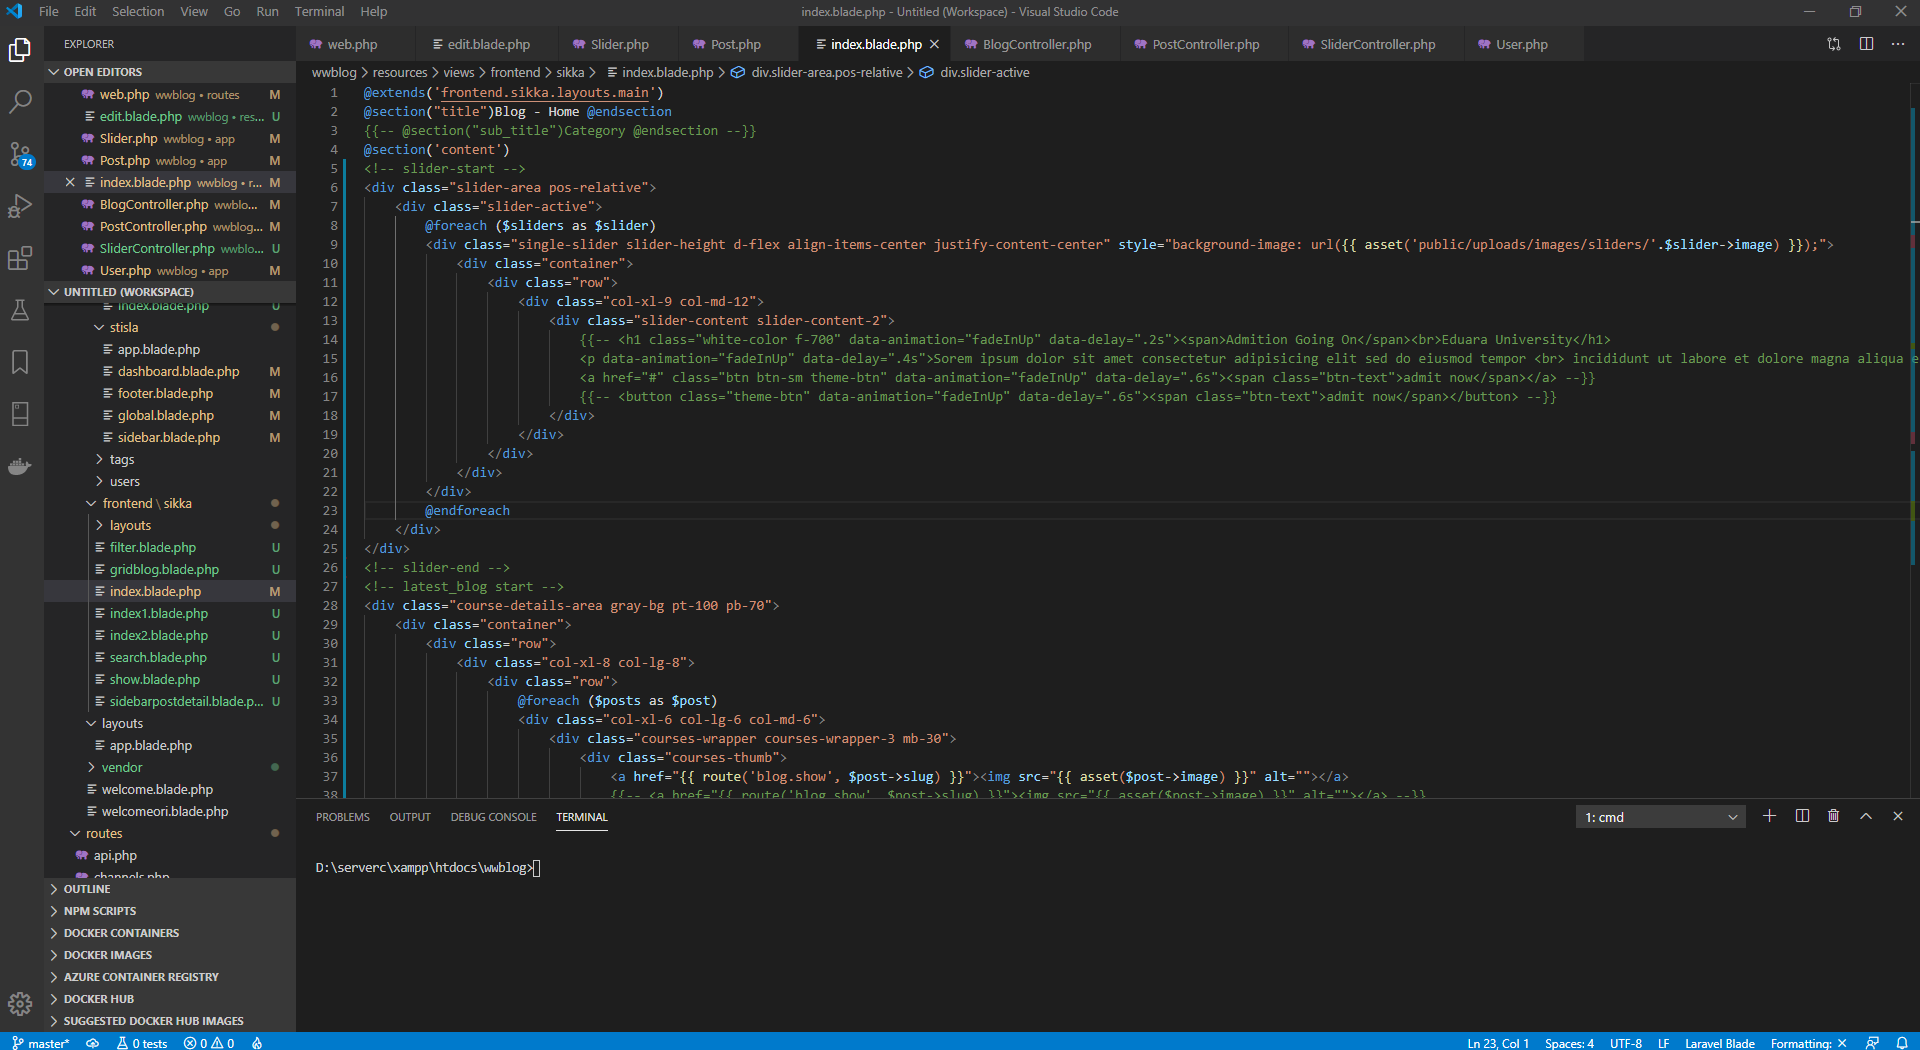 File Edit Selection View Go Run Terminal Help
index.blade.php - Untitled (Workspace) - Visual Studio Code
EXPLORER
OPEN EDITORS
web.php wwblog • routes M
edit.blade.php wwblog • res... U
Slider.php wwblog • app M
Post.php wwblog • app M
index.blade.php wwblog • r... M
BlogController.php wwblo... M
PostController.php wwblog... M
SliderController.php wwblo... U
User.php wwblog • app M
UNTITLED (WORKSPACE)
index.blade.php U
stisla
app.blade.php
dashboard.blade.php M
footer.blade.php M
global.blade.php M
sidebar.blade.php M
tags
users
frontend \ sikka
layouts
filter.blade.php U
gridblog.blade.php U
index.blade.php M
index1.blade.php U
index2.blade.php U
search.blade.php U
show.blade.php U
sidebarpostdetail.blade.p... U
layouts
app.blade.php
vendor
welcome.blade.php
welcomeori.blade.php
routes
api.php
channels.php
OUTLINE
NPM SCRIPTS
DOCKER CONTAINERS
DOCKER IMAGES
AZURE CONTAINER REGISTRY
DOCKER HUB
SUGGESTED DOCKER HUB IMAGES
74
web.php edit.blade.php Slider.php Post.php index.blade.php BlogController.php PostController.php SliderController.php User.php
wwblog > resources > views > frontend > sikka > index.blade.php > div.slider-area.pos-relative > div.slider-active
1 @extends('frontend.sikka.layouts.main')
2 @section("title")Blog - Home @endsection
3 {{-- @section("sub_title")Category @endsection --}}
4 @section('content')
5 <!-- slider-start -->
6 <div class="slider-area pos-relative">
7 <div class="slider-active">
8 @foreach ($sliders as $slider)
9 <div class="single-slider slider-height d-flex align-items-center justify-content-center" style="background-image: url({{ asset('public/uploads/images/sliders/'.$slider->image) }});">
10 <div class="container">
11 <div class="row">
12 <div class="col-xl-9 col-md-12">
13 <div class="slider-content slider-content-2">
14 {{-- <h1 class="white-color f-700" data-animation="fadeInUp" data-delay=".2s"><span>Admition Going On</span><br>Eduara University</h1>
15 <p data-animation="fadeInUp" data-delay=".4s">Sorem ipsum dolor sit amet consectetur adipisicing elit sed do eiusmod tempor <br> incididunt ut labore et dolore magna aliqua e
16 <a href="#" class="btn btn-sm theme-btn" data-animation="fadeInUp" data-delay=".6s"><span class="btn-text">admit now</span></a> --}}
17 {{-- <button class="theme-btn" data-animation="fadeInUp" data-delay=".6s"><span class="btn-text">admit now</span></button> --}}
18 </div>
19 </div>
20 </div>
21 </div>
22 </div>
23 @endforeach
24 </div>
25 </div>
26 <!-- slider-end -->
27 <!-- latest_blog start -->
28 <div class="course-details-area gray-bg pt-100 pb-70">
29 <div class="container">
30 <div class="row">
31 <div class="col-xl-8 col-lg-8">
32 <div class="row">
33 @foreach ($posts as $post)
34 <div class="col-xl-6 col-lg-6 col-md-6">
35 <div class="courses-wrapper courses-wrapper-3 mb-30">
36 <div class="courses-thumb">
37 <a href="{{ route('blog.show', $post->slug) }}"><img src="{{ asset($post->image) }}" alt=""></a>
38 {{-- <a href="{{ route('blog.show', $post->slug) }}"><img src="{{ asset($post->image) }}" alt=""></a> --}}
PROBLEMS OUTPUT DEBUG CONSOLE TERMINAL
1: cmd
D:\serverc\xampp\htdocs\wwblog>
master* 0 tests 0 0
Ln 23, Col 1 Spaces: 4 UTF-8 LF Laravel Blade Formatting: ×